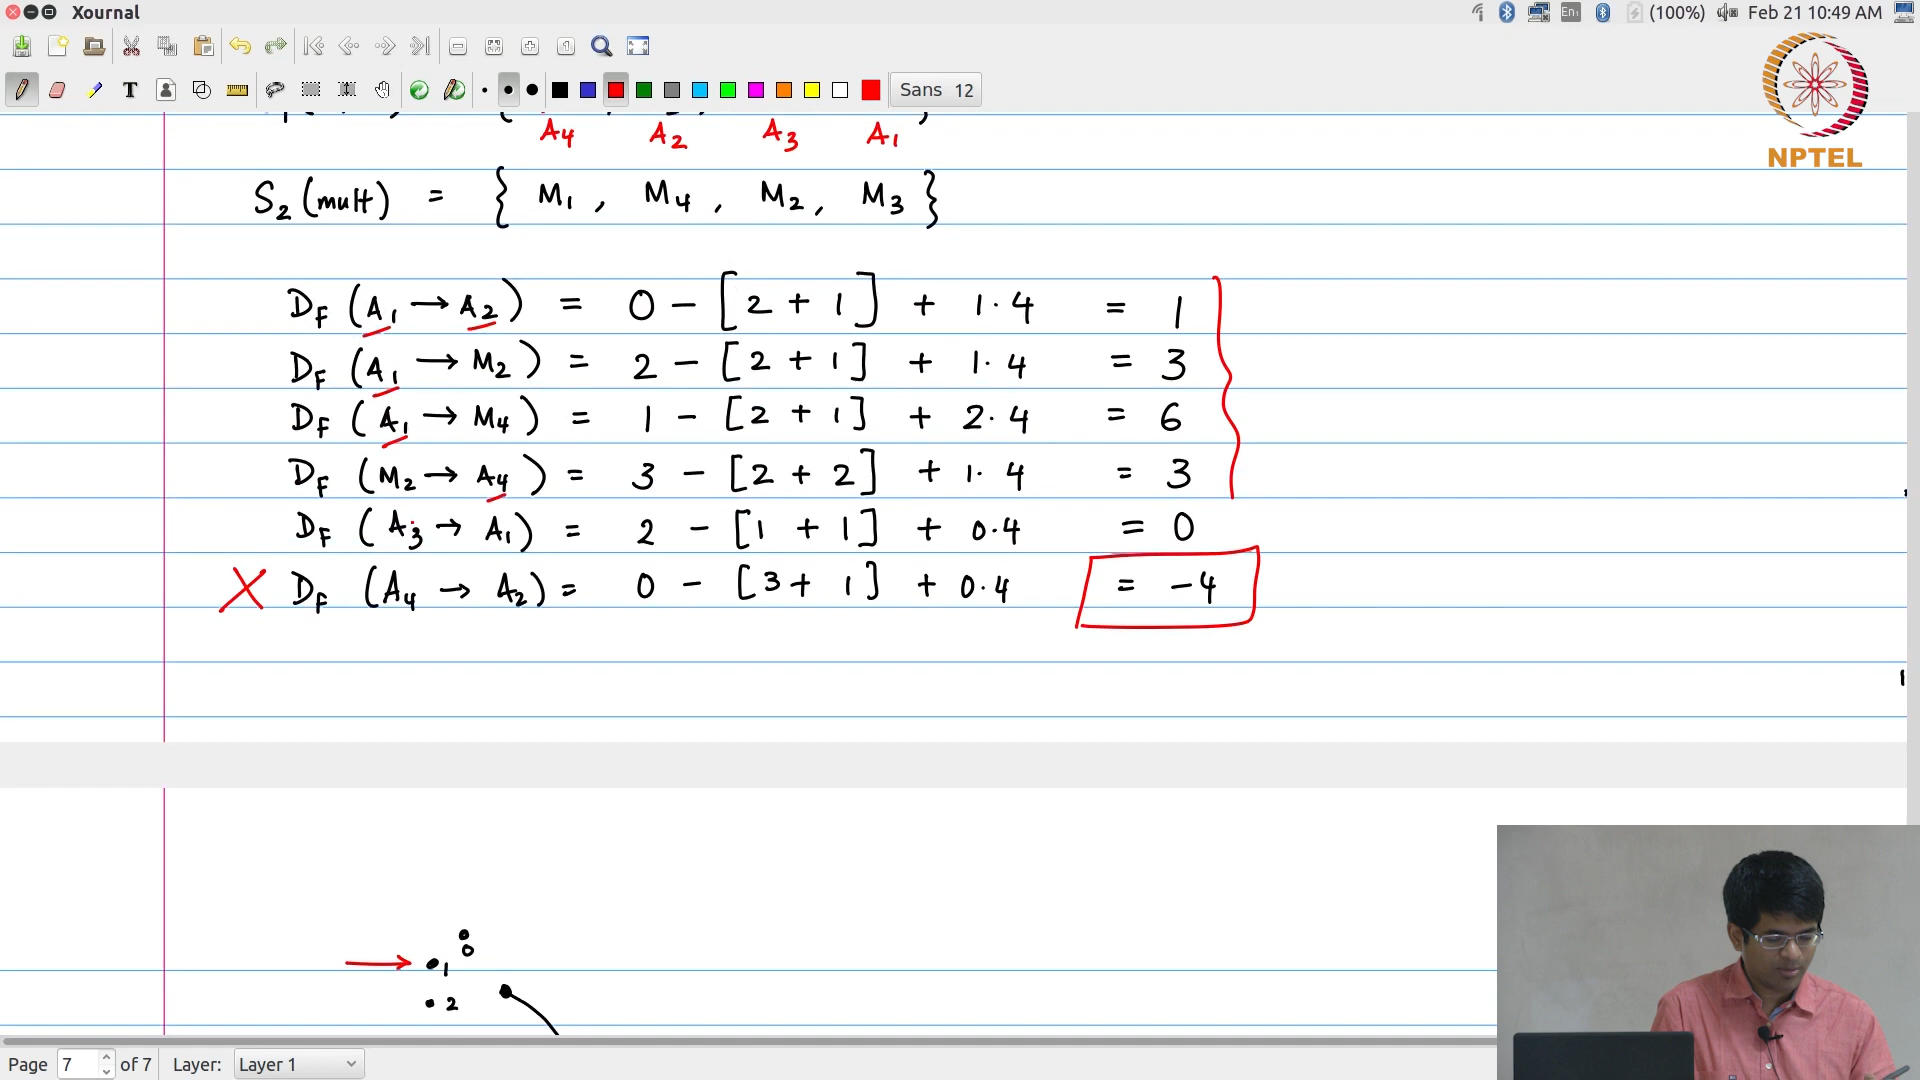 Xournal
(100%) Feb 21 10:49 AM
En1
Sans 12
NPTEL
A4 A2 A3 A1
S2 (mult) = { M1 , M4 , M2 , M3 }
DF (A1 → A2) = 0 - [2 + 1] + 1·4 = 1
DF (A1 → M2) = 2 - [2 + 1] + 1·4 = 3
DF (A1 → M4) = 1 - [2 + 1] + 2·4 = 6
DF (M2 → A4) = 3 - [2 + 2] + 1·4 = 3
DF (A3 → A1) = 2 - [1 + 1] + 0·4 = 0
X DF (A4 → A2) = 0 - [3 + 1] + 0·4 = -4
0
1
2
Page 7 of 7 Layer: Layer 1